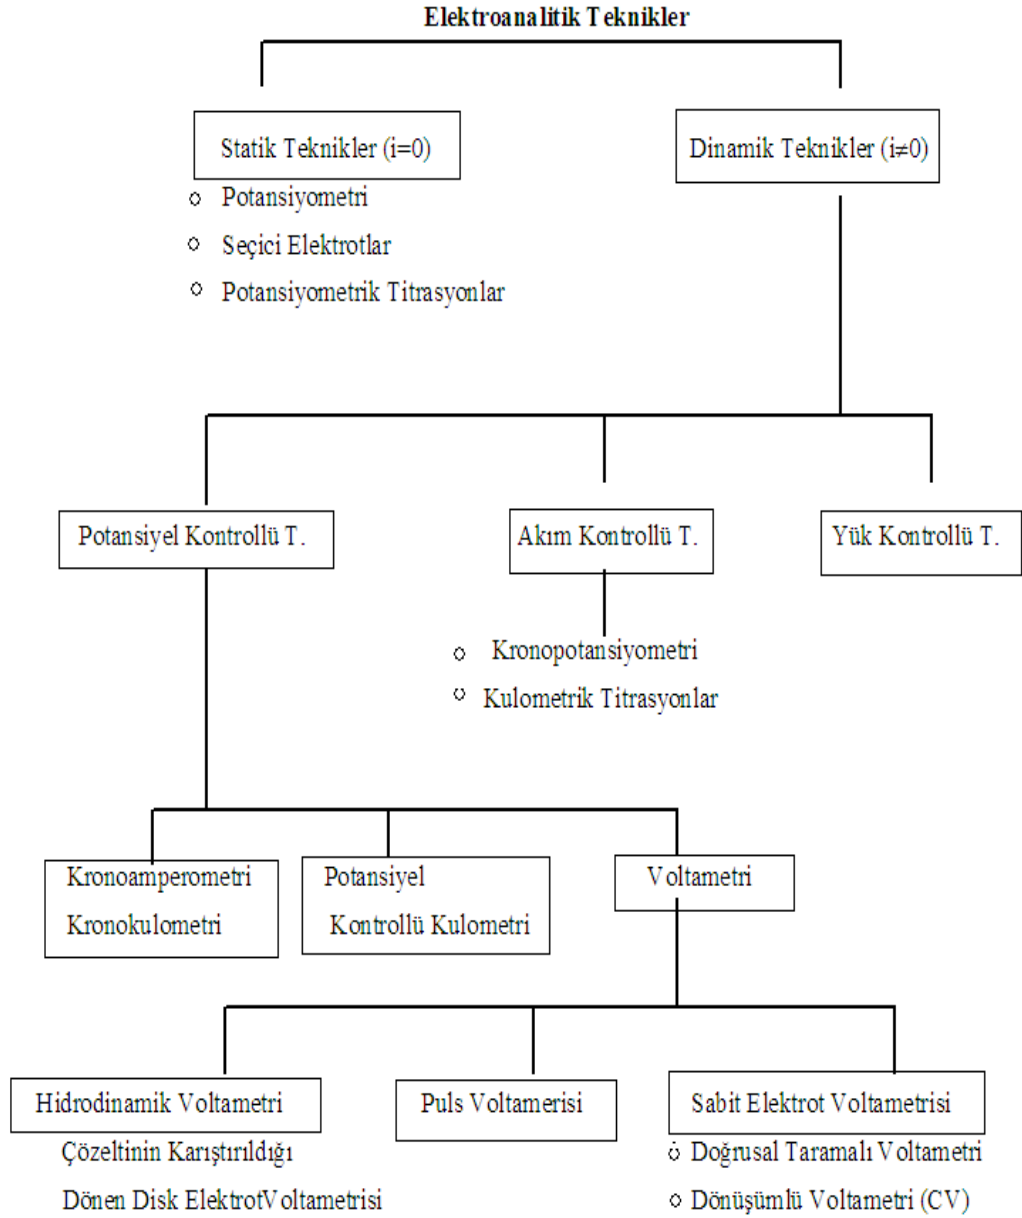 Elektroanalitik Teknikler
Statik Teknikler (i=0)
Dinamik Teknikler (i≠0)
Potansiyometri
Seçici Elektrotlar
Potansiyometrik Titrasyonlar
Potansiyel Kontrollü T.
Akım Kontrollü T.
Yük Kontrollü T.
Kronopotansiyometri
Kulometrik Titrasyonlar
Kronoamperometri
Kronokulometri
Potansiyel
Kontrollü Kulometri
Voltametri
Hidrodinamik Voltametri
Çözeltinin Karıştırıldığı
Dönen Disk ElektrotVoltametrisi
Puls Voltamerisi
Sabit Elektrot Voltametrisi
Doğrusal Taramalı Voltametri
Dönüşümlü Voltametri (CV)